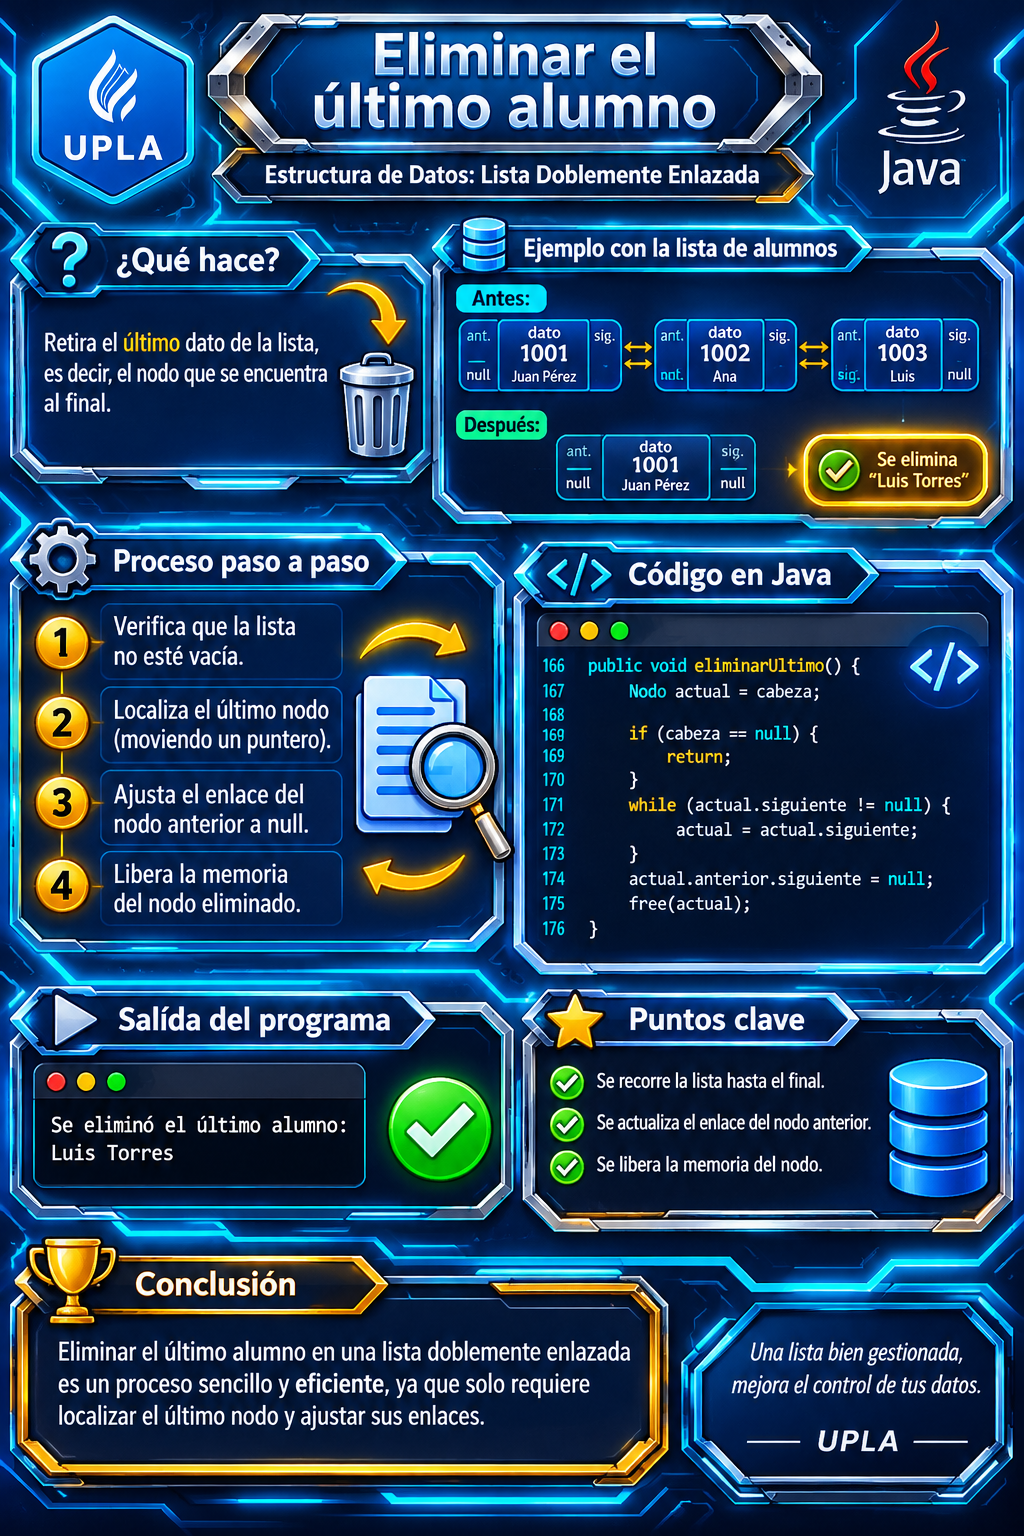 UPLA
Eliminar el
último alumno
Estructura de Datos: Lista Doblemente Enlazada
Java
¿Qué hace?
Retira el último dato de la lista,
es decir, el nodo que se encuentra
al final.
Ejemplo con la lista de alumnos
Antes:
ant. dato sig. ant. dato sig. ant. dato sig.
1001 1002 1003
null Juan Pérez not. Ana sig. Luis null
Después:
ant. dato sig.
1001
null Juan Pérez null
Se elimina
“Luis Torres”
Proceso paso a paso
1 Verifica que la lista
no esté vacía.
2 Localiza el último nodo
(moviendo un puntero).
3 Ajusta el enlace del
nodo anterior a null.
4 Libera la memoria
del nodo eliminado.
</> Código en Java
</>
166 public void eliminarUltimo() {
167 Nodo actual = cabeza;
168
169 if (cabeza == null) {
169 return;
170 }
171 while (actual.siguiente != null) {
172 actual = actual.siguiente;
173 }
174 actual.anterior.siguiente = null;
175 free(actual);
176 }
Salída del programa
Se eliminó el último alumno:
Luis Torres
Puntos clave
Se recorre la lista hasta el final.
Se actualiza el enlace del nodo anterior.
Se libera la memoria del nodo.
Conclusión
Eliminar el último alumno en una lista doblemente enlazada
es un proceso sencillo y eficiente, ya que solo requiere
localizar el último nodo y ajustar sus enlaces.
Una lista bien gestionada,
mejora el control de tus datos.
UPLA